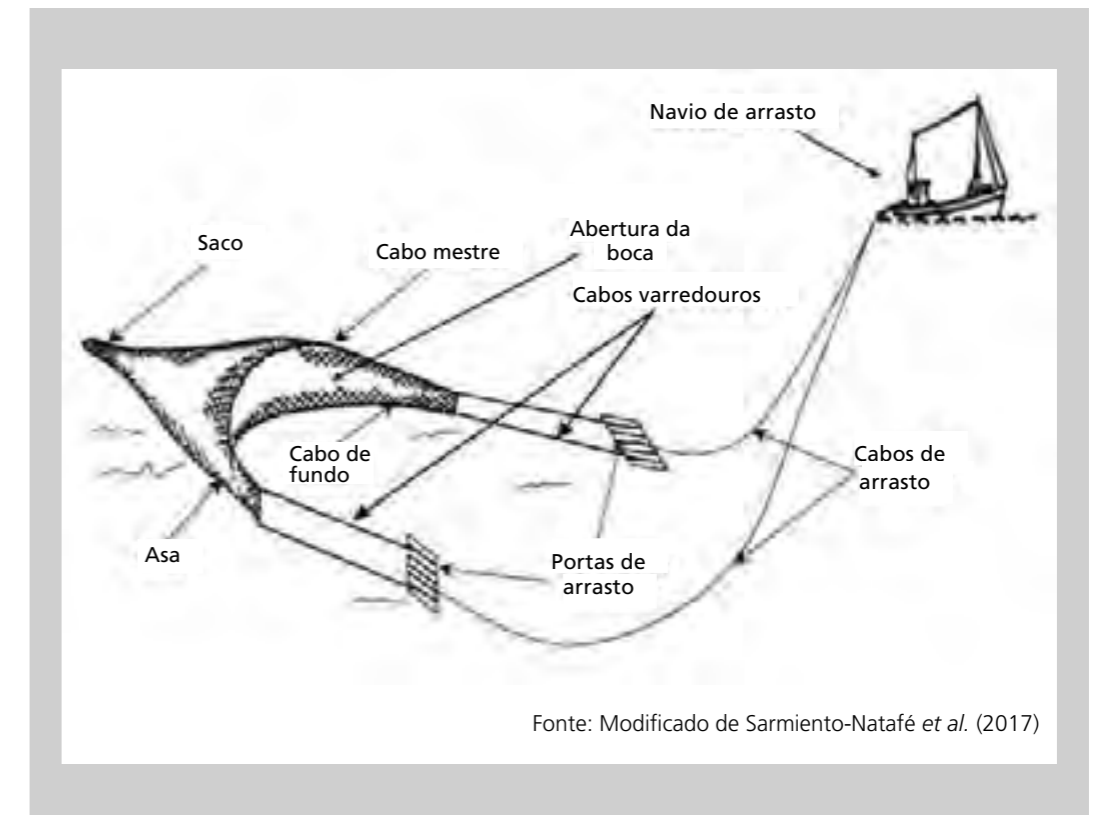 Navio de arrasto
Abertura da
boca
Saco
Cabo mestre
Cabos varredouros
Cabo de
fundo
Cabos de
arrasto
Asa
Portas de
arrasto
Fonte: Modificado de Sarmiento-Natafé et al. (2017)